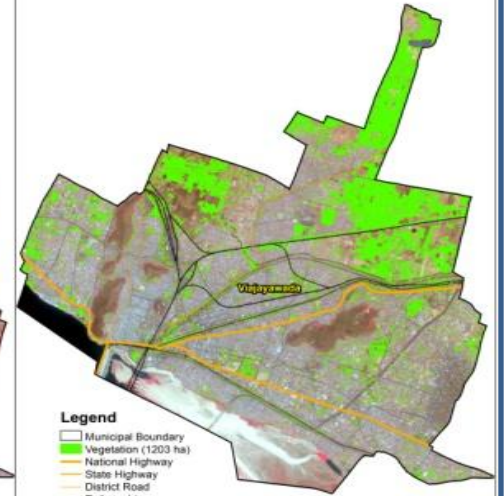 Vijayawada
Legend
Municipal Boundary
Vegetation (1203 ha)
National Highway
State Highway
District Road